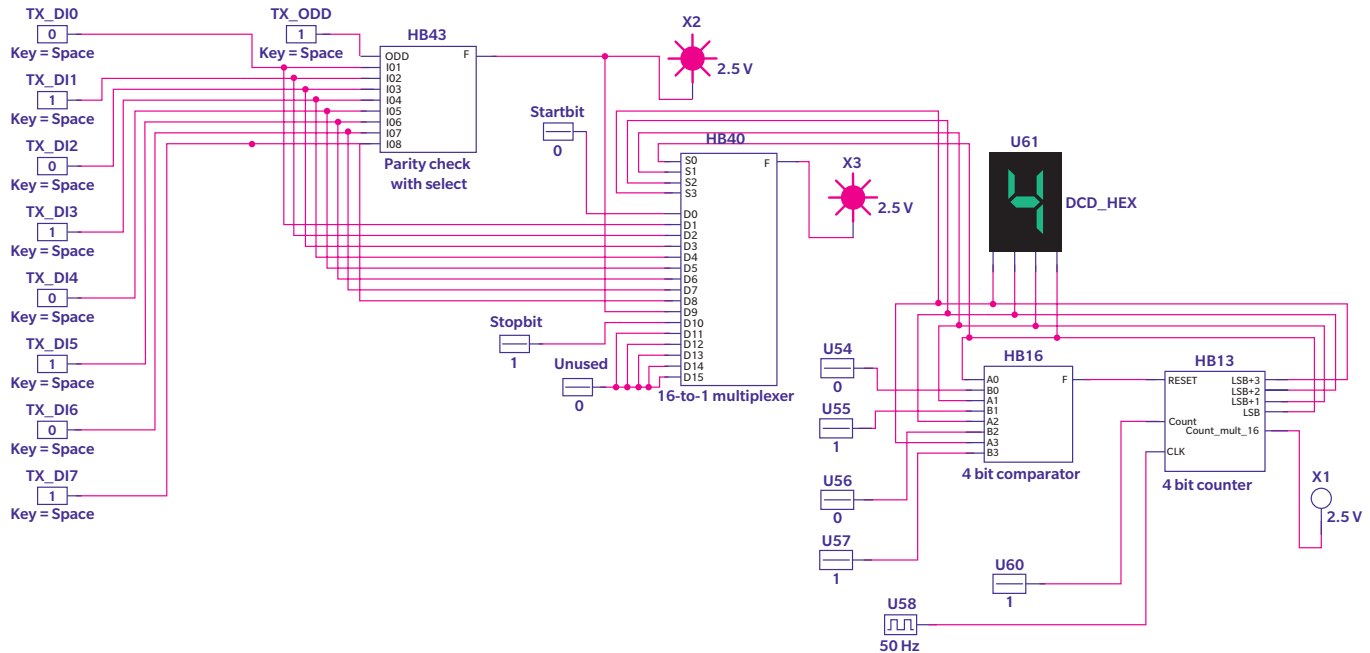 TX_DI0
0
Key = Space
TX_DI1
1
Key = Space
TX_DI2
0
Key = Space
TX_DI3
1
Key = Space
TX_DI4
0
Key = Space
TX_DI5
1
Key = Space
TX_DI6
0
Key = Space
TX_DI7
1
Key = Space
TX_ODD
1
Key = Space
HB43
ODD
F
I01
I02
I03
I04
I05
I06
I07
I08
Parity check
with select
X2
2.5 V
Startbit
0
Stopbit
1
Unused
0
HB40
S0
F
S1
S2
S3
D0
D1
D2
D3
D4
D5
D6
D7
D8
D9
D10
D11
D12
D13
D14
D15
16-to-1 multiplexer
X3
2.5 V
U61
4
DCD_HEX
U54
0
U55
1
U56
0
U57
1
HB16
A0
F
B0
A1
B1
A2
B2
A3
B3
4 bit comparator
HB13
RESET
LSB+3
LSB+2
LSB+1
LSB
Count
Count_mult_16
CLK
4 bit counter
X1
2.5 V
U60
1
U58
50 Hz